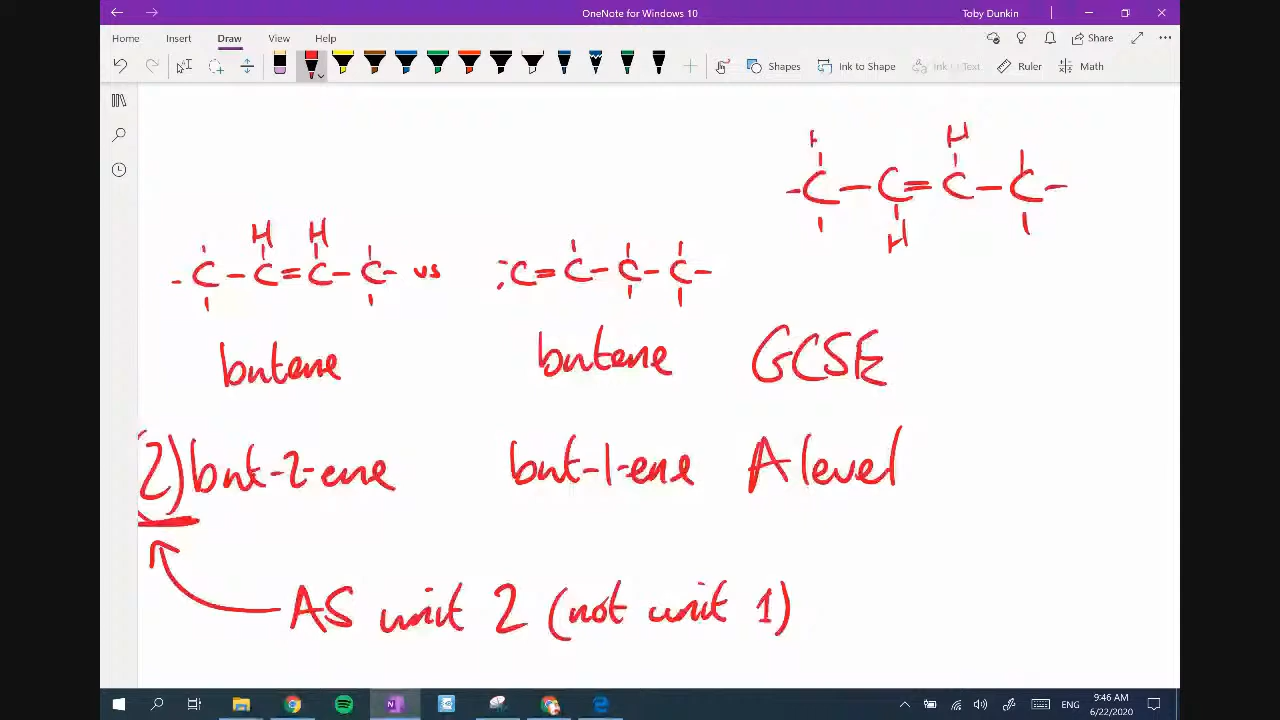 OneNote for Windows 10
Toby Dunkin
Home Insert Draw View Help
Share
Shapes Ink to Shape Ink to Text Ruler Math
H H
C - C = C - C
H
H H
- C - C = C - C - vs C = C - C - C -
H
butene butene GCSE
2) but-2-ene but-1-ene A level
AS unit 2 (not unit 1)
ENG
9:46 AM
6/22/2020